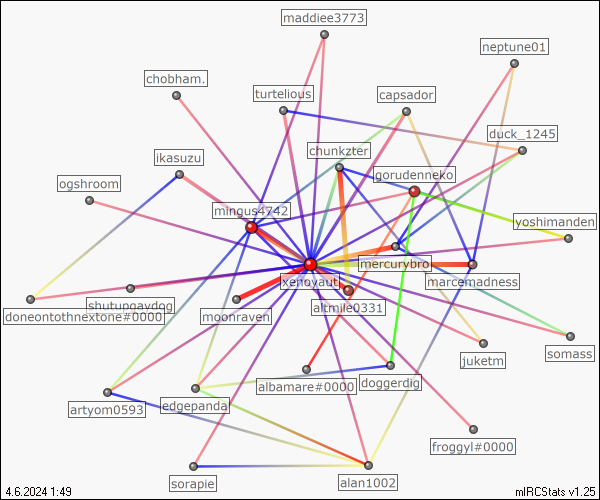 maddiee3773
neptune01
chobham.
turtelious
capsador
duck_1245
chunkzter
ikasuzu
gorudenneko
ogshroom
mingus4742
yoshimanden
mercurybro
xenoyaut
marcemadness
shutupgaydog
doneontothnextone#0000
moonraven
altmile0331
somass
juketm
albamare#0000
doggerdig
artyom0593
edgepanda
froggyl#0000
sorapie
alan1002
4.6.2024 1:49
mIRCStats v1.25